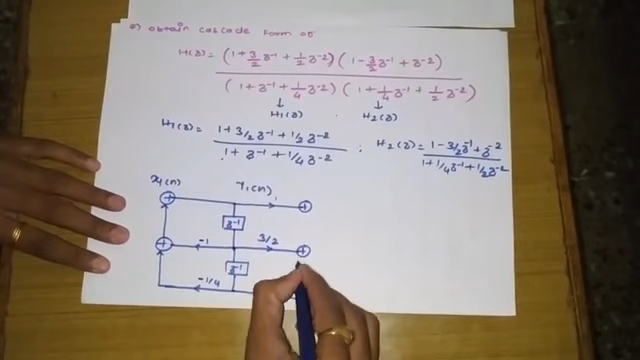 2) obtain cascade form of
H(z) = (1 + 3/2 z⁻¹ + 1/2 z⁻²) (1 - 3/2 z⁻¹ + z⁻²)
(1 + z⁻¹ + 1/4 z⁻²) (1 + 1/4 z⁻¹ + 1/2 z⁻²)
↓ ↓
H₁(z) H₂(z)
H₁(z) = 1 + 3/2 z⁻¹ + 1/2 z⁻² / 1 + z⁻¹ + 1/4 z⁻² ; H₂(z) = 1 - 3/2 z⁻¹ + z⁻² / 1 + 1/4 z⁻¹ + 1/2 z⁻²
x₁(n) Y₁(n)
+ +
z⁻¹
+ -1 3/2 +
z⁻¹
-1/4